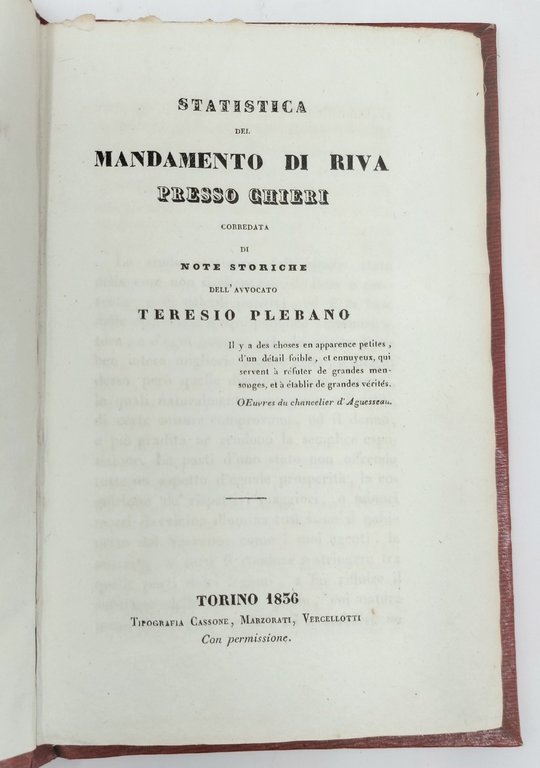 STATISTICA
DEL
MANDAMENTO DI RIVA
PRESSO CHIERI
CORREDATA
DI
NOTE STORICHE
DELL'AVVOCATO
TERESIO PLEBANO
Il y a des choses en apparence petites,
d'un détail foible, et ennuyeux, qui
servent à réfuter de grandes men-
songes, et à établir de grandes vérités.
OEuvres du chancelier d'Aguesseau.
TORINO 1836
Tipografia Cassone, Marzorati, Vercellotti
Con permissione.